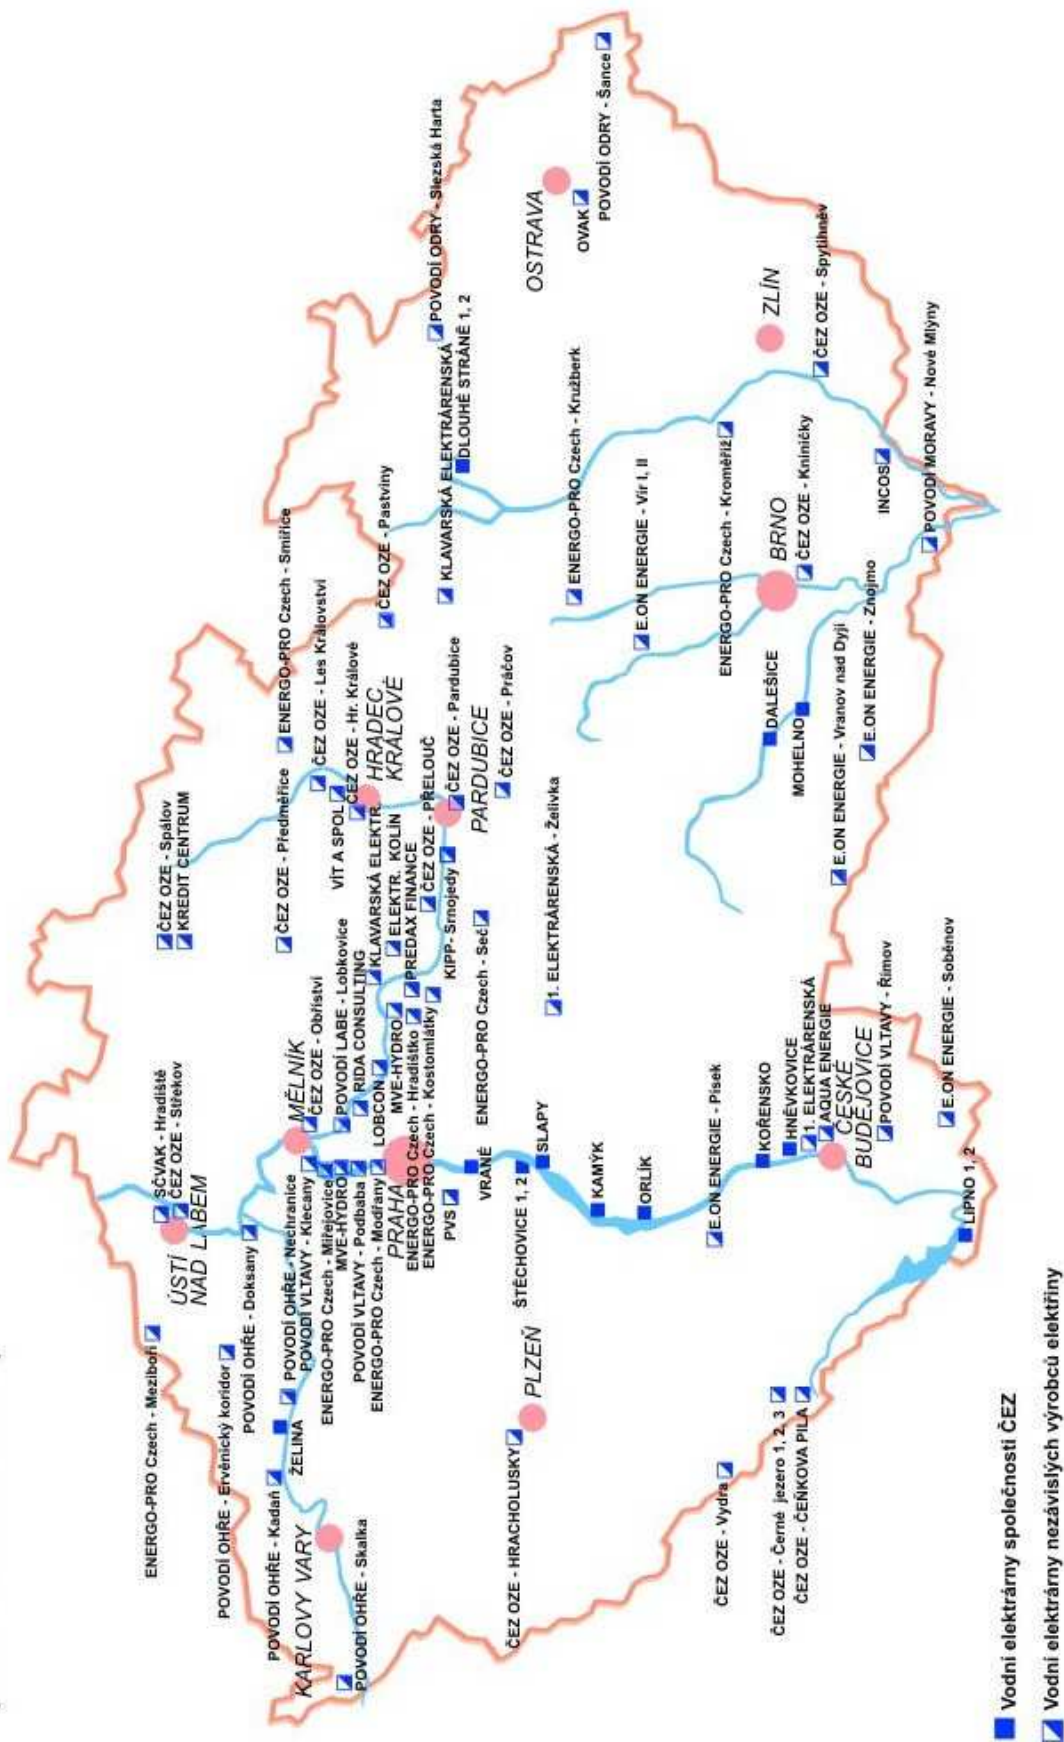 SČVAK - Hradiště
ČEZ OZE - Střekov
ČEZ OZE - Spálov
KREDIT CENTRUM
ENERGO-PRO Czech - Meziboří
ÚSTÍ
NAD LABEM
POVODÍ OHŘE - Ervěnický koridor
POVODÍ OHŘE - Doksany
MĚLNÍK
ČEZ OZE - Obříství
ČEZ OZE - Předměřice
ENERGO-PRO Czech - Smiřice
ČEZ OZE - Les Království
POVODÍ OHŘE - Kadaň
ŽELINA
POVODÍ OHŘE - Nechranice
POVODÍ VLTAVY - Klecany
POVODÍ LABE - Lobkovice
VÍT A SPOL
ČEZ OZE - Hr. Králové
HRADEC
KRÁLOVÉ
KARLOVY VARY
POVODÍ OHŘE - Skalka
ENERGO-PRO Czech - Miřejovice
MVE-HYDRO
POVODÍ VLTAVY - Podbaba
ENERGO-PRO Czech - Modřany
RIDA CONSULTING
LOBCON
KLAVARSKÁ ELEKTR.
ELEKTR. KOLÍN
PREDAX FINANCE
MVE-HYDRO
PRAHA
ENERGO-PRO Czech - Hradištko
ENERGO-PRO Czech - Kostomlátky
ČEZ OZE - PŘELOUČ
KIPP- Srnojedy
ČEZ OZE - Pardubice
PARDUBICE
ČEZ OZE - Práčov
ČEZ OZE - Pastviny
KLAVARSKÁ ELEKTRÁRENSKÁ
DLOUHÉ STRÁNĚ 1, 2
POVODÍ ODRY - Slezská Harta
OSTRAVA
OVAK
POVODÍ ODRY - Šance
PVS
VRANÉ
ENERGO-PRO Czech - Seč
ŠTĚCHOVICE 1, 2
SLAPY
1. ELEKTRÁRENSKÁ - Želivka
ENERGO-PRO Czech - Kružberk
PLZEŇ
ČEZ OZE - HRACHOLUSKY
KAMÝK
ORLÍK
E.ON ENERGIE - Vír I, II
E.ON ENERGIE - Písek
ČEZ OZE - Vydra
ENERGO-PRO Czech - Kroměříž
ZLÍN
ČEZ OZE - Spytihněv
KOŘENSKO
HNĚVKOVICE
1. ELEKTRÁRENSKÁ
AQUA ENERGIE
ČESKÉ
BUDĚJOVICE
DALEŠICE
MOHELNO
BRNO
ČEZ OZE - Kníničky
ČEZ OZE - Černé jezero 1, 2, 3
ČEZ OZE - ČEŇKOVA PILA
E.ON ENERGIE - Vranov nad Dyjí
E.ON ENERGIE - Znojmo
INCOS
POVODÍ MORAVY - Nové Mlýny
POVODÍ VLTAVY - Římov
E.ON ENERGIE - Soběnov
LIPNO 1, 2
Vodní elektrárny společnosti ČEZ
Vodní elektrárny nezávislých výrobců elektřiny